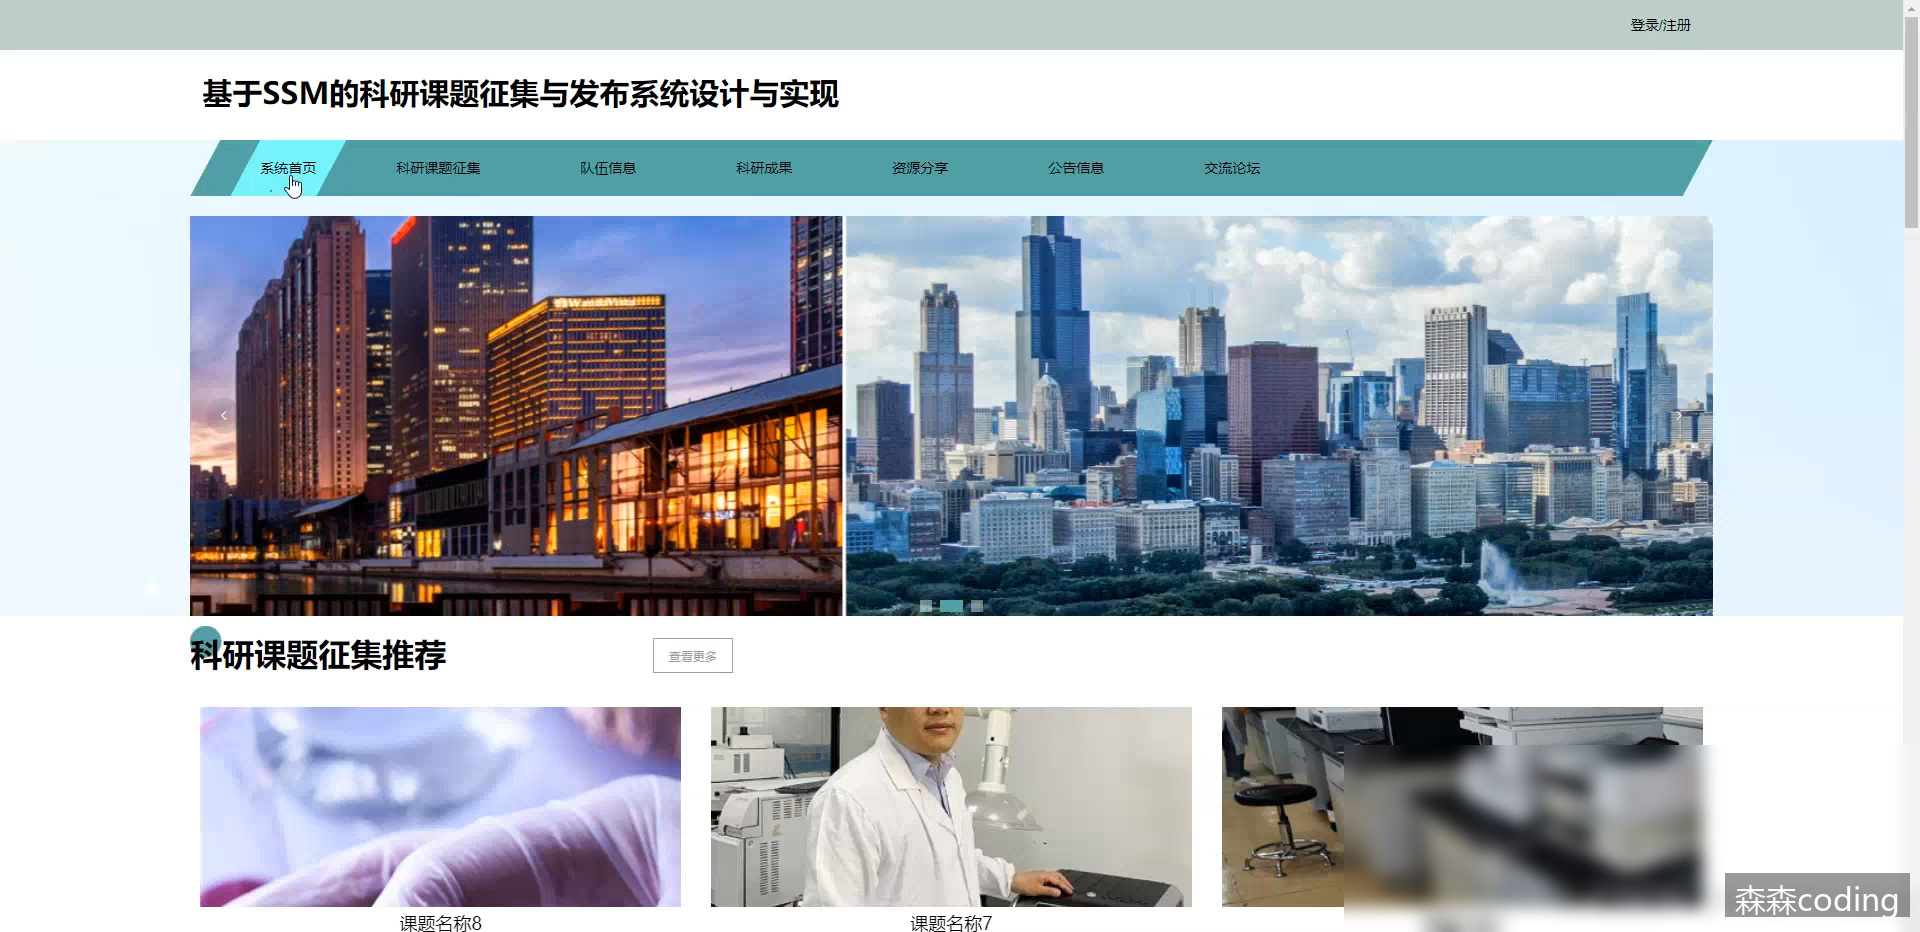 登录/注册
基于SSM的科研课题征集与发布系统设计与实现
系统首页 科研课题征集 队伍信息 科研成果 资源分享 公告信息 交流论坛
科研课题征集推荐
查看更多
课题名称8 课题名称7
森森coding